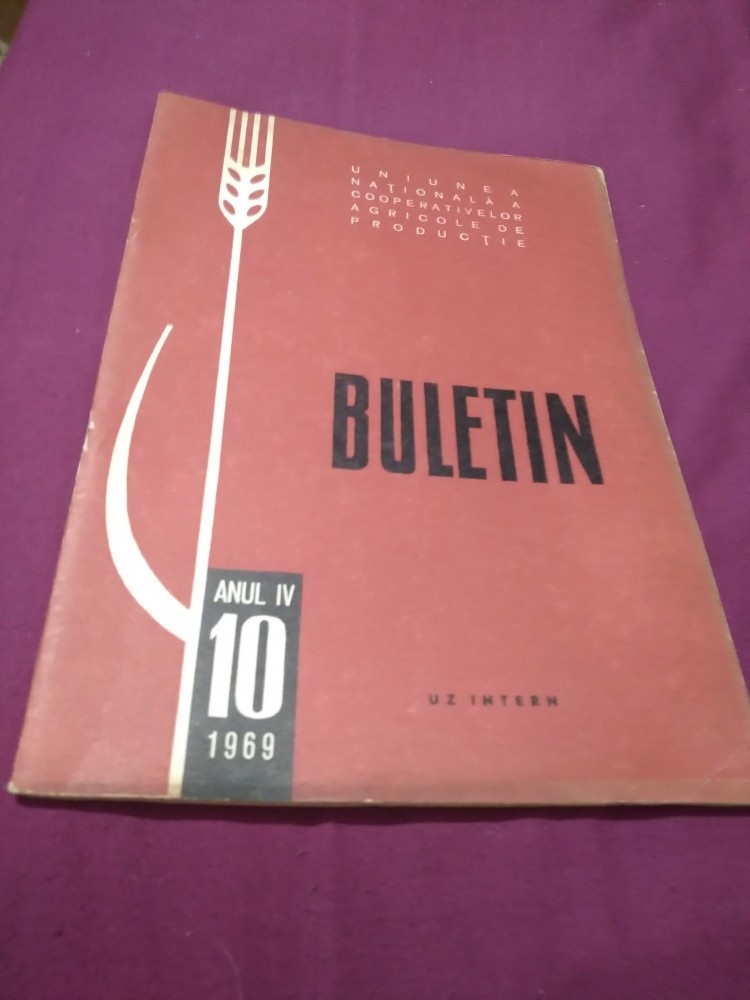 UNIUNEA
NAȚIONALĂ A
COOPERATIVELOR
AGRICOLE DE
PRODUCȚIE
BULETIN
ANUL IV
10
1969
UZ INTERN